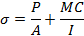 σ = P/A + MC/I